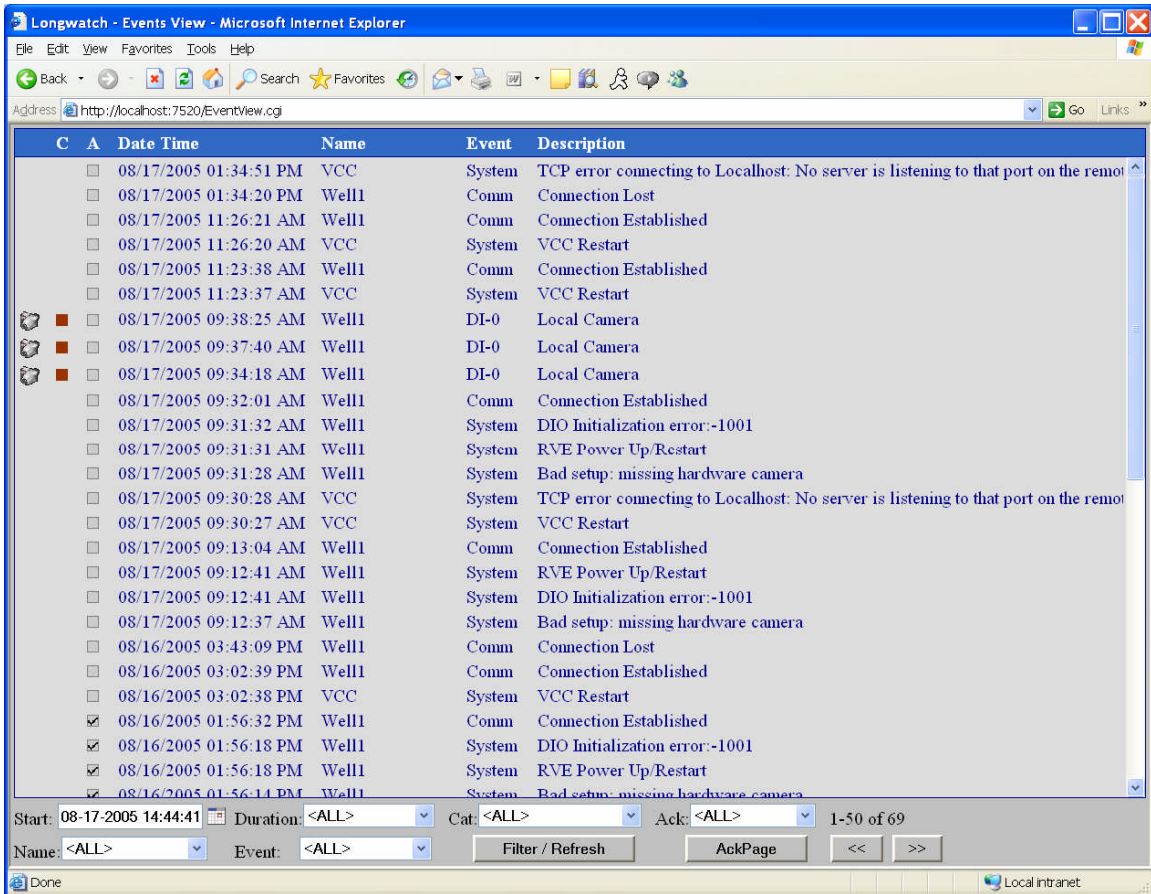 Longwatch - Events View - Microsoft Internet Explorer
File Edit View Favorites Tools Help
Back Search Favorites
Address http://localhost:7520/EventView.cgi Go Links »
C A Date Time Name Event Description
08/17/2005 01:34:51 PM VCC System TCP error connecting to Localhost: No server is listening to that port on the remot
08/17/2005 01:34:20 PM Well1 Comm Connection Lost
08/17/2005 11:26:21 AM Well1 Comm Connection Established
08/17/2005 11:26:20 AM VCC System VCC Restart
08/17/2005 11:23:38 AM Well1 Comm Connection Established
08/17/2005 11:23:37 AM VCC System VCC Restart
08/17/2005 09:38:25 AM Well1 DI-0 Local Camera
08/17/2005 09:37:40 AM Well1 DI-0 Local Camera
08/17/2005 09:34:18 AM Well1 DI-0 Local Camera
08/17/2005 09:32:01 AM Well1 Comm Connection Established
08/17/2005 09:31:32 AM Well1 System DIO Initialization error:-1001
08/17/2005 09:31:31 AM Well1 System RVE Power Up/Restart
08/17/2005 09:31:28 AM Well1 System Bad setup: missing hardware camera
08/17/2005 09:30:28 AM VCC System TCP error connecting to Localhost: No server is listening to that port on the remot
08/17/2005 09:30:27 AM VCC System VCC Restart
08/17/2005 09:13:04 AM Well1 Comm Connection Established
08/17/2005 09:12:41 AM Well1 System RVE Power Up/Restart
08/17/2005 09:12:41 AM Well1 System DIO Initialization error:-1001
08/17/2005 09:12:37 AM Well1 System Bad setup: missing hardware camera
08/16/2005 03:43:09 PM Well1 Comm Connection Lost
08/16/2005 03:02:39 PM Well1 Comm Connection Established
08/16/2005 03:02:38 PM VCC System VCC Restart
08/16/2005 01:56:32 PM Well1 Comm Connection Established
08/16/2005 01:56:18 PM Well1 System DIO Initialization error:-1001
08/16/2005 01:56:18 PM Well1 System RVE Power Up/Restart
08/16/2005 01:56:14 PM Well1 System Bad setup: missing hardware camera
Start: 08-17-2005 14:44:41 Duration: <ALL> Cat: <ALL> Ack: <ALL> 1-50 of 69
Name: <ALL> Event: <ALL> Filter / Refresh AckPage << >>
Done Local intranet